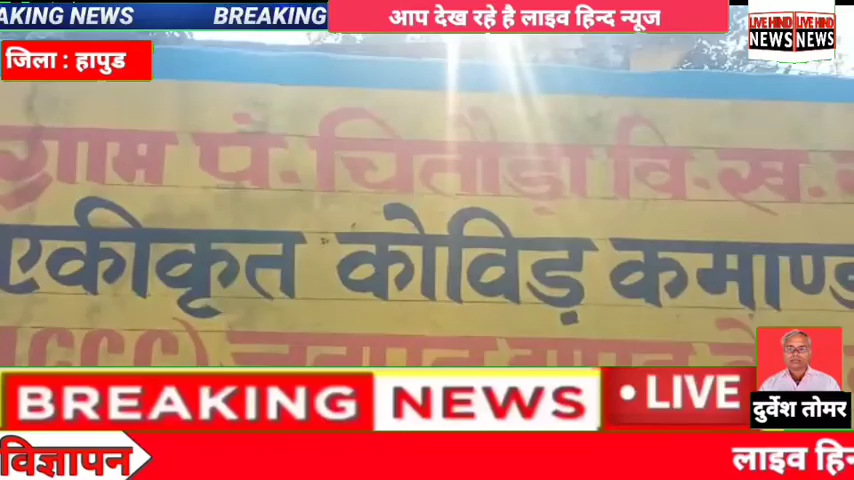 AKING NEWS BREAKING
आप देख रहे है लाइव हिन्द न्यूज
LIVE HIND NEWS LIVE HIND NEWS
जिला : हापुड
ग्राम पं. चितौड़ा वि.ख.
एकीकृत कोविड़ कमाण्ड
BREAKING NEWS • LIVE
दुर्वेश तोमर
विज्ञापन
लाइव हिन